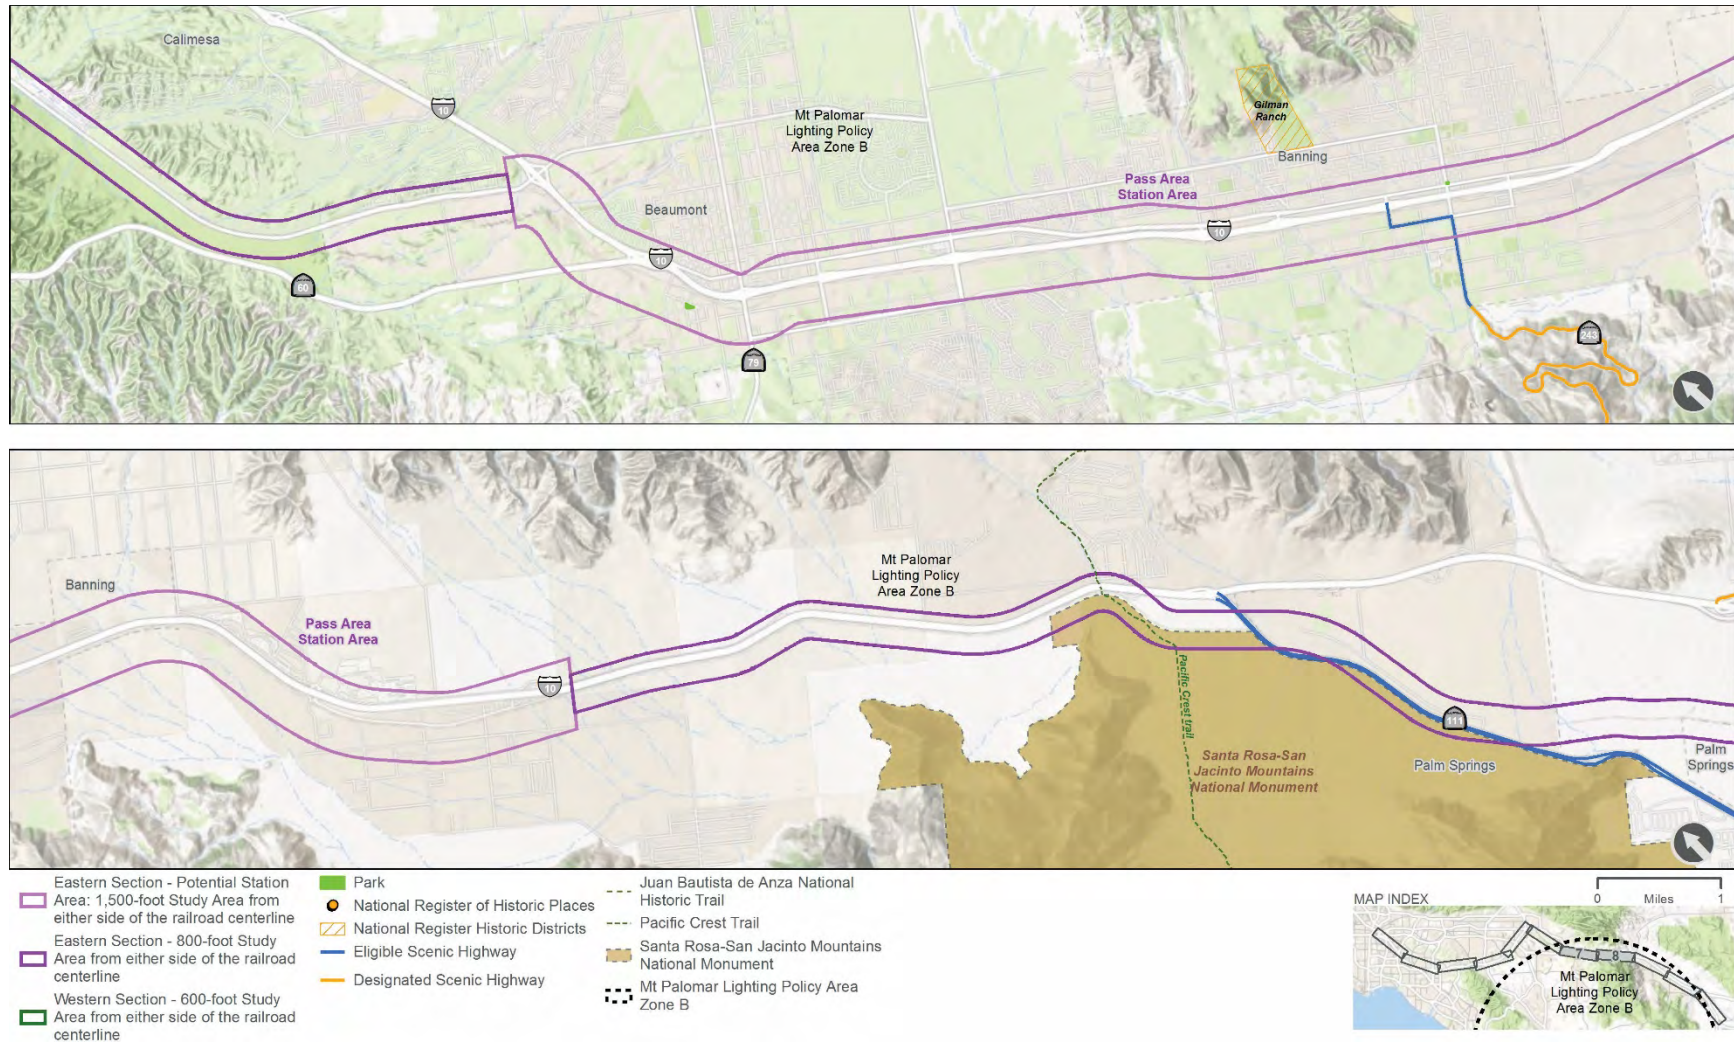 Calimesa
10
Mt Palomar
Lighting Policy
Area Zone B
Gilman
Ranch
Banning
Pass Area
Station Area
Beaumont
10
10
60
79
243
Banning
Pass Area
Station Area
10
Mt Palomar
Lighting Policy
Area Zone B
Pacific Crest trail
Santa Rosa-San
Jacinto Mountains
National Monument
111
Palm Springs
Palm
Springs
Eastern Section - Potential Station
Area: 1,500-foot Study Area from
either side of the railroad centerline
Eastern Section - 800-foot Study
Area from either side of the railroad
centerline
Western Section - 600-foot Study
Area from either side of the railroad
centerline
Park
National Register of Historic Places
National Register Historic Districts
Eligible Scenic Highway
Designated Scenic Highway
Juan Bautista de Anza National
Historic Trail
Pacific Crest Trail
Santa Rosa-San Jacinto Mountains
National Monument
Mt Palomar Lighting Policy Area
Zone B
MAP INDEX
0 Miles 1
7 8
Mt Palomar
Lighting Policy
Area Zone B